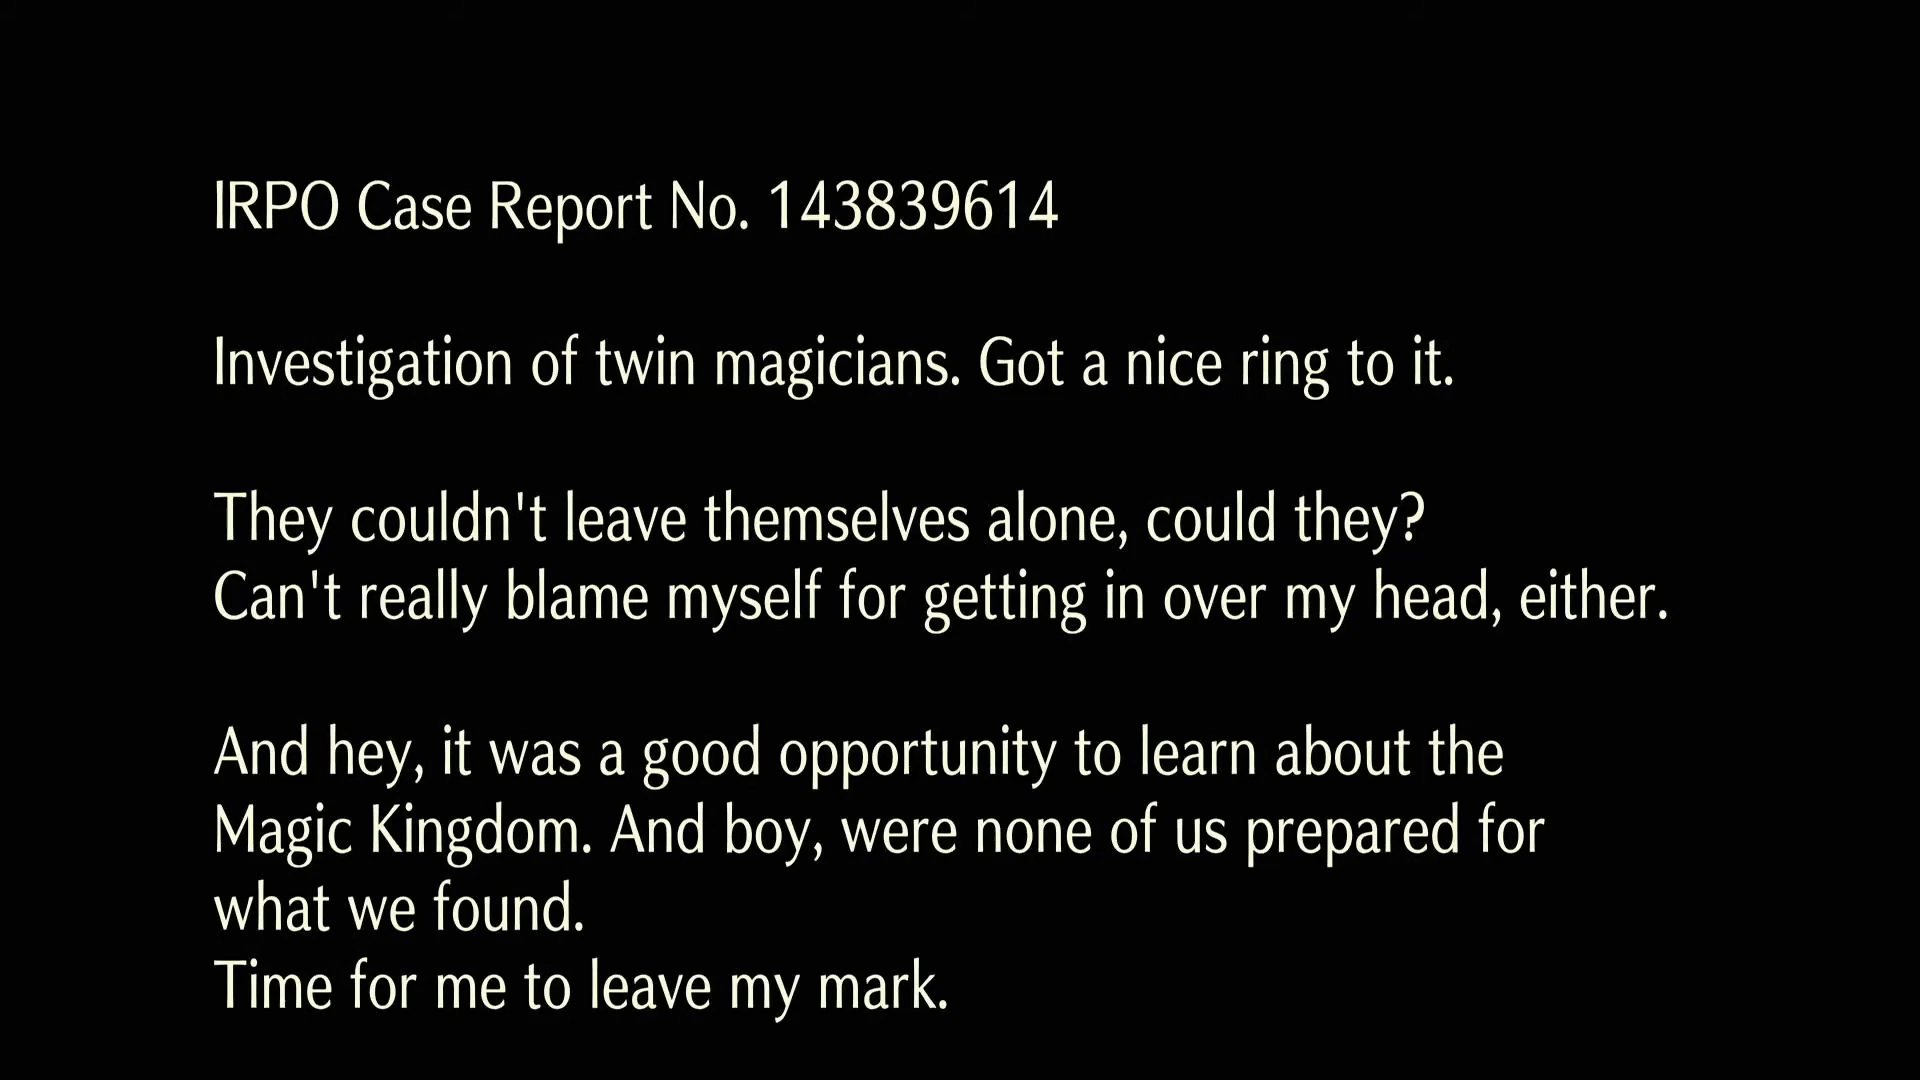 IRPO Case Report No. 143839614
Investigation of twin magicians. Got a nice ring to it.
They couldn't leave themselves alone, could they?
Can't really blame myself for getting in over my head, either.
And hey, it was a good opportunity to learn about the
Magic Kingdom. And boy, were none of us prepared for
what we found.
Time for me to leave my mark.